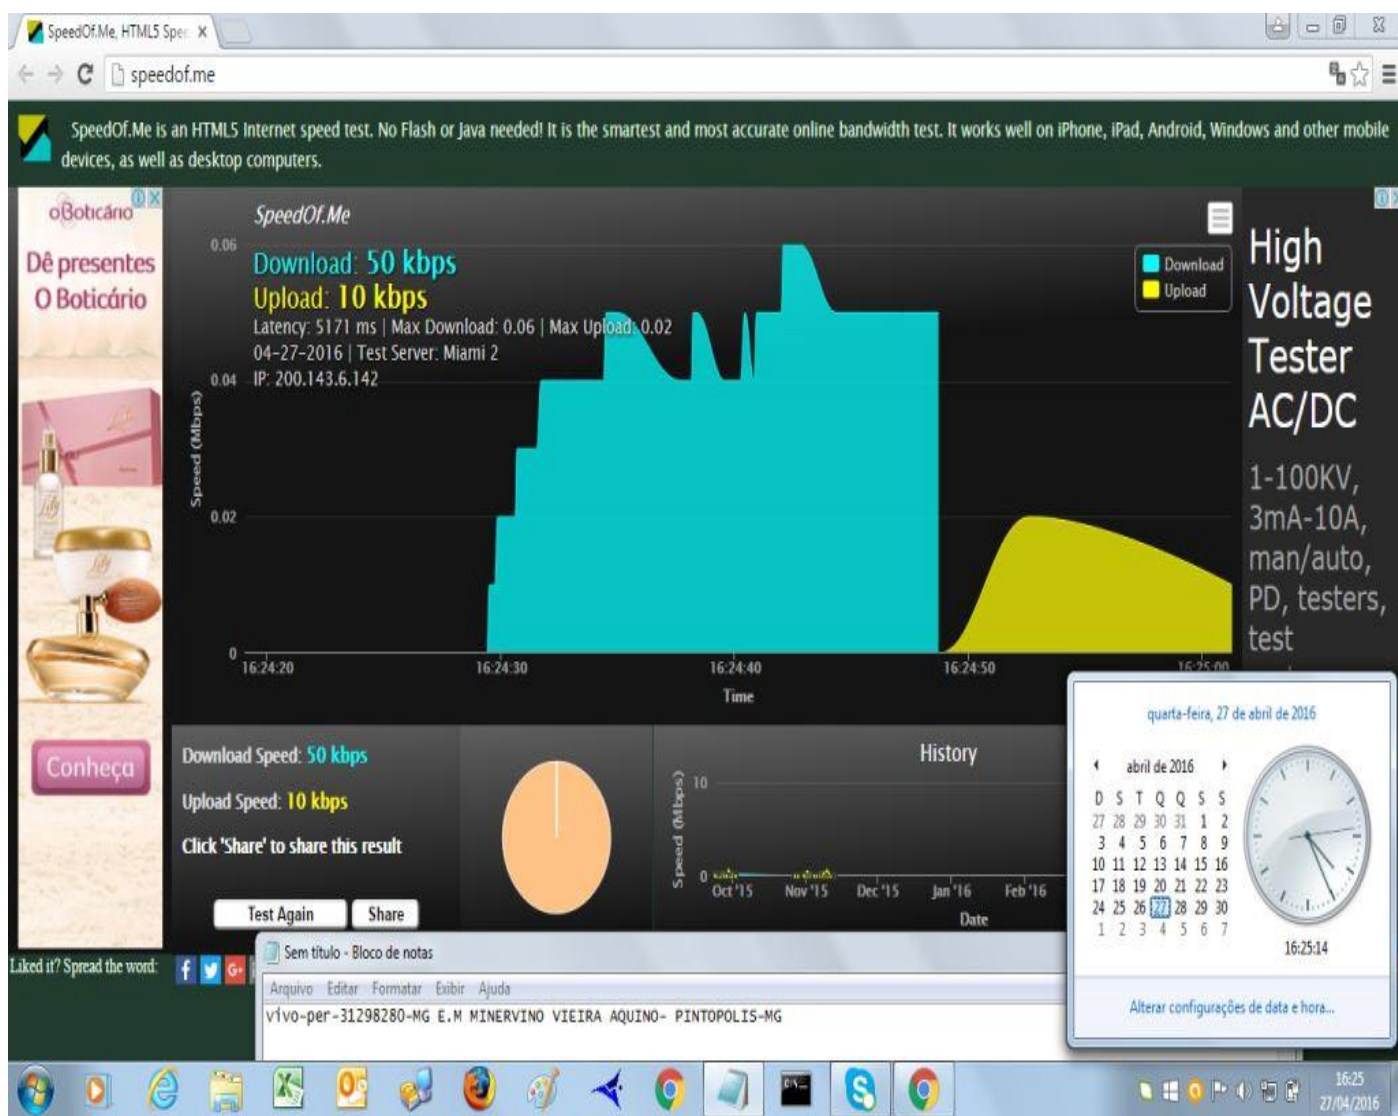 SpeedOf.Me, HTML5 Spee
speedof.me
SpeedOf.Me is an HTML5 Internet speed test. No Flash or Java needed! It is the smartest and most accurate online bandwidth test. It works well on iPhone, iPad, Android, Windows and other mobile
devices, as well as desktop computers.
oBoticário
Dê presentes
O Boticário
Lily
Lily
Lily
Conheça
SpeedOf.Me
Download: 50 kbps
Upload: 10 kbps
Latency: 5171 ms | Max Download: 0.06 | Max Upload: 0.02
04-27-2016 | Test Server: Miami 2
IP: 200.143.6.142
Download
Upload
Speed (Mbps)
0.06
0.04
0.02
0
16:24:20 16:24:30 16:24:40 16:24:50 16:25:00
Time
High
Voltage
Tester
AC/DC
1-100KV,
3mA-10A,
man/auto,
PD, testers,
test
Download Speed: 50 kbps
Upload Speed: 10 kbps
Click 'Share' to share this result
Test Again Share
History
Speed (Mbps)
10
0
Oct '15 Nov '15 Dec '15 Jan '16 Feb '16
Date
Liked it? Spread the word:
f G+
Sem título - Bloco de notas
Arquivo Editar Formatar Exibir Ajuda
vivo-per-31298280-MG E.M MINERVINO VIEIRA AQUINO- PINTOPOLIS-MG
quarta-feira, 27 de abril de 2016
abril de 2016
D S T Q Q S S
27 28 29 30 31 1 2
3 4 5 6 7 8 9
10 11 12 13 14 15 16
17 18 19 20 21 22 23
24 25 26 27 28 29 30
1 2 3 4 5 6 7
16:25:14
Alterar configurações de data e hora...
16:25
27/04/2016